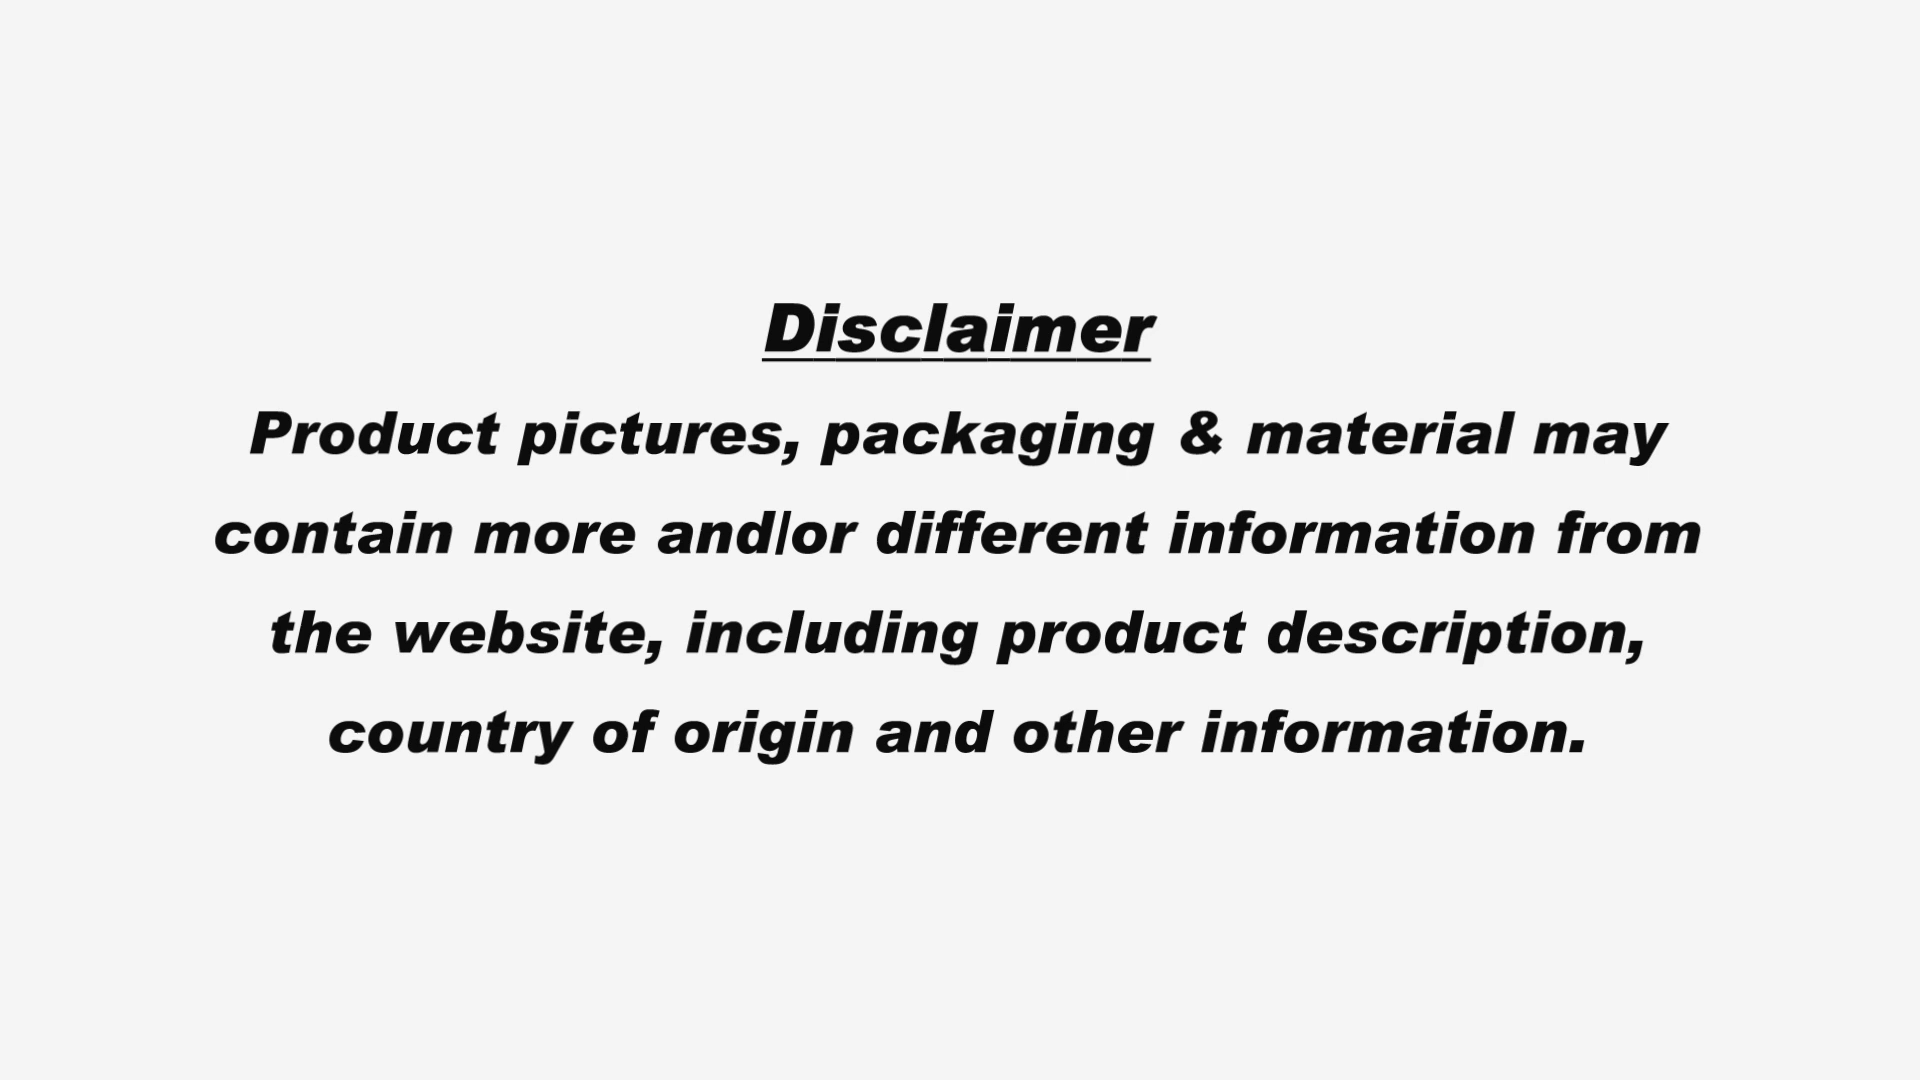 Disclaimer
Product pictures, packaging & material may
contain more and/or different information from
the website, including product description,
country of origin and other information.